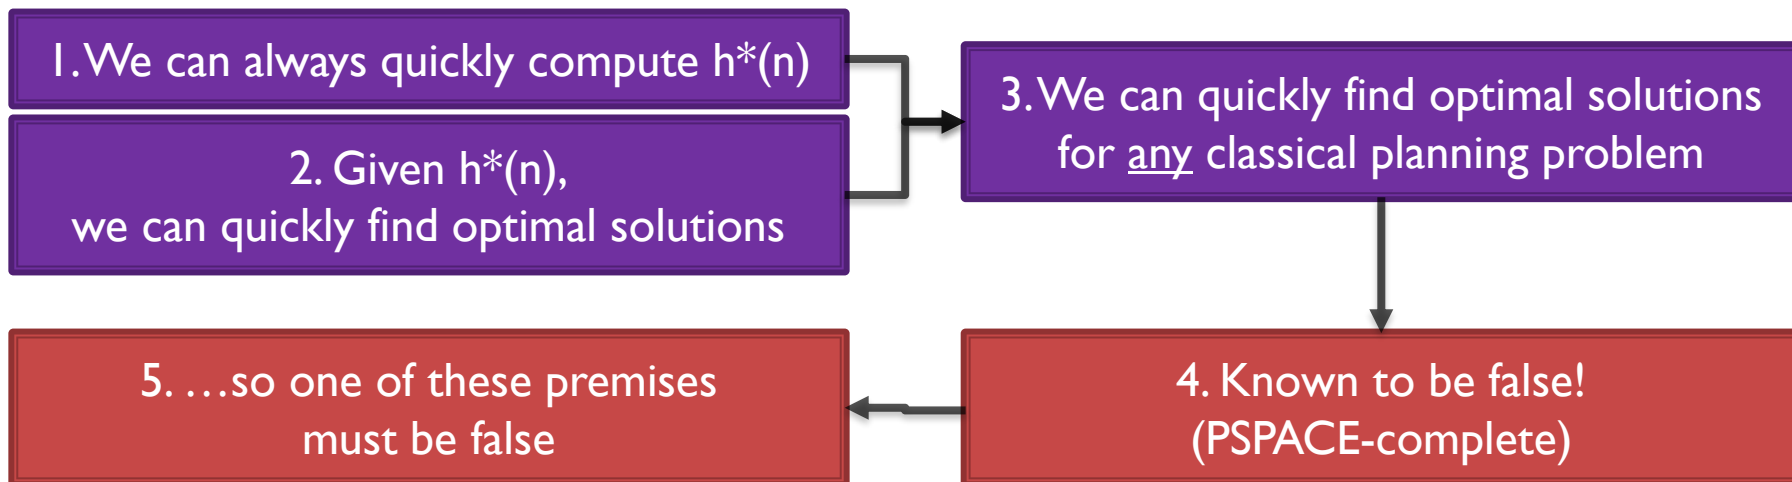 1. We can always quickly compute h*(n)
2. Given h*(n),
we can quickly find optimal solutions
3. We can quickly find optimal solutions
for any classical planning problem
4. Known to be false!
(PSPACE-complete)
5. …so one of these premises
must be false